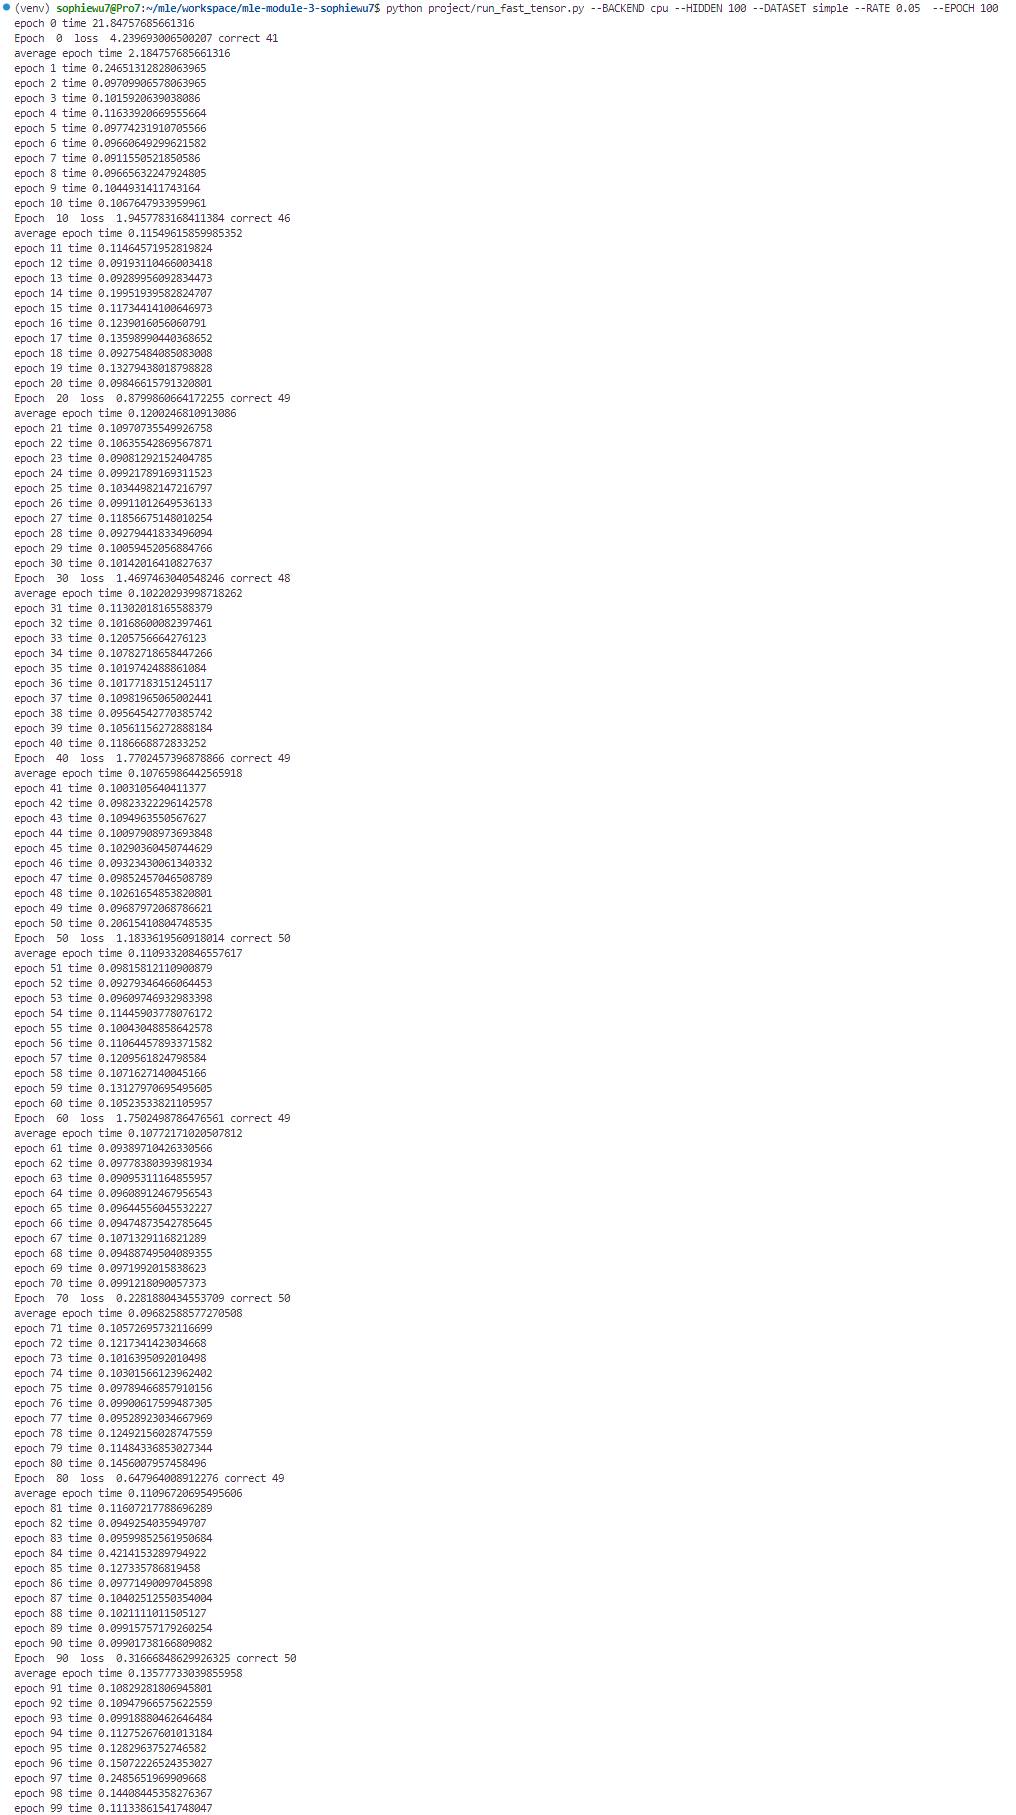 (venv) sophiewu7@Pro7:~/mle/workspace/mle-module-3-sophiewu7$ python project/run_fast_tensor.py --BACKEND cpu --HIDDEN 100 --DATASET simple --RATE 0.05  --EPOCH 100
epoch 0 time 21.84757685661316
Epoch  0  loss  4.239693006500207 correct 41
average epoch time 2.184757685661316
epoch 1 time 0.24651312828063965
epoch 2 time 0.09709906578063965
epoch 3 time 0.1015920639038086
epoch 4 time 0.11633920669555664
epoch 5 time 0.09774231910705566
epoch 6 time 0.09660649299621582
epoch 7 time 0.0911550521850586
epoch 8 time 0.09665632247924805
epoch 9 time 0.1044931411743164
epoch 10 time 0.1067647933959961
Epoch  10  loss  1.9457783168411384 correct 46
average epoch time 0.11549615859985352
epoch 11 time 0.11464571952819824
epoch 12 time 0.09193110466003418
epoch 13 time 0.09289956092834473
epoch 14 time 0.19951939582824707
epoch 15 time 0.11734414100646973
epoch 16 time 0.1239016056060791
epoch 17 time 0.13598990440368652
epoch 18 time 0.09275484085083008
epoch 19 time 0.13279438018798828
epoch 20 time 0.09846615791320801
Epoch  20  loss  0.8799860664172255 correct 49
average epoch time 0.1200246810913086
epoch 21 time 0.10970735549926758
epoch 22 time 0.10635542869567871
epoch 23 time 0.09081292152404785
epoch 24 time 0.09921789169311523
epoch 25 time 0.10344982147216797
epoch 26 time 0.09911012649536133
epoch 27 time 0.11856675148010254
epoch 28 time 0.09279441833496094
epoch 29 time 0.10059452056884766
epoch 30 time 0.10142016410827637
Epoch  30  loss  1.4697463040548246 correct 48
average epoch time 0.10220293998718262
epoch 31 time 0.11302018165588379
epoch 32 time 0.10168600082397461
epoch 33 time 0.1205756664276123
epoch 34 time 0.10782718658447266
epoch 35 time 0.1019742488861084
epoch 36 time 0.10177183151245117
epoch 37 time 0.10981965065002441
epoch 38 time 0.09564542770385742
epoch 39 time 0.10561156272888184
epoch 40 time 0.1186668872833252
Epoch  40  loss  1.7702457396878866 correct 49
average epoch time 0.10765986442565918
epoch 41 time 0.1003105640411377
epoch 42 time 0.09823322296142578
epoch 43 time 0.1094963550567627
epoch 44 time 0.10097908973693848
epoch 45 time 0.10290360450744629
epoch 46 time 0.09323430061340332
epoch 47 time 0.09852457046508789
epoch 48 time 0.10261654853820801
epoch 49 time 0.09687972068786621
epoch 50 time 0.20615410804748535
Epoch  50  loss  1.1833619560918014 correct 50
average epoch time 0.11093320846557617
epoch 51 time 0.09815812110900879
epoch 52 time 0.09279346466064453
epoch 53 time 0.09609746932983398
epoch 54 time 0.11445903778076172
epoch 55 time 0.10043048858642578
epoch 56 time 0.11064457893371582
epoch 57 time 0.1209561824798584
epoch 58 time 0.1071627140045166
epoch 59 time 0.13127970695495605
epoch 60 time 0.10523533821105957
Epoch  60  loss  1.7502498786476561 correct 49
average epoch time 0.10772171020507812
epoch 61 time 0.09389710426330566
epoch 62 time 0.09778380393981934
epoch 63 time 0.09095311164855957
epoch 64 time 0.09608912467956543
epoch 65 time 0.09644556045532227
epoch 66 time 0.09474873542785645
epoch 67 time 0.1071329116821289
epoch 68 time 0.09488749504089355
epoch 69 time 0.0971992015838623
epoch 70 time 0.0991218090057373
Epoch  70  loss  0.2281880434553709 correct 50
average epoch time 0.09682588577270508
epoch 71 time 0.10572695732116699
epoch 72 time 0.1217341423034668
epoch 73 time 0.1016395092010498
epoch 74 time 0.10301566123962402
epoch 75 time 0.09789466857910156
epoch 76 time 0.09900617599487305
epoch 77 time 0.09528923034667969
epoch 78 time 0.12492156028747559
epoch 79 time 0.11484336853027344
epoch 80 time 0.1456007957458496
Epoch  80  loss  0.647964008912276 correct 49
average epoch time 0.11096720695495606
epoch 81 time 0.11607217788696289
epoch 82 time 0.0949254035949707
epoch 83 time 0.09599852561950684
epoch 84 time 0.4214153289794922
epoch 85 time 0.127335786819458
epoch 86 time 0.09771490097045898
epoch 87 time 0.10402512550354004
epoch 88 time 0.1021111011505127
epoch 89 time 0.09915757179260254
epoch 90 time 0.09901738166809082
Epoch  90  loss  0.31666848629926325 correct 50
average epoch time 0.13577733039855958
epoch 91 time 0.10829281806945801
epoch 92 time 0.10947966575622559
epoch 93 time 0.09918880462646484
epoch 94 time 0.11275267601013184
epoch 95 time 0.1282963752746582
epoch 96 time 0.15072226524353027
epoch 97 time 0.2485651969909668
epoch 98 time 0.14408445358276367
epoch 99 time 0.11133861541748047